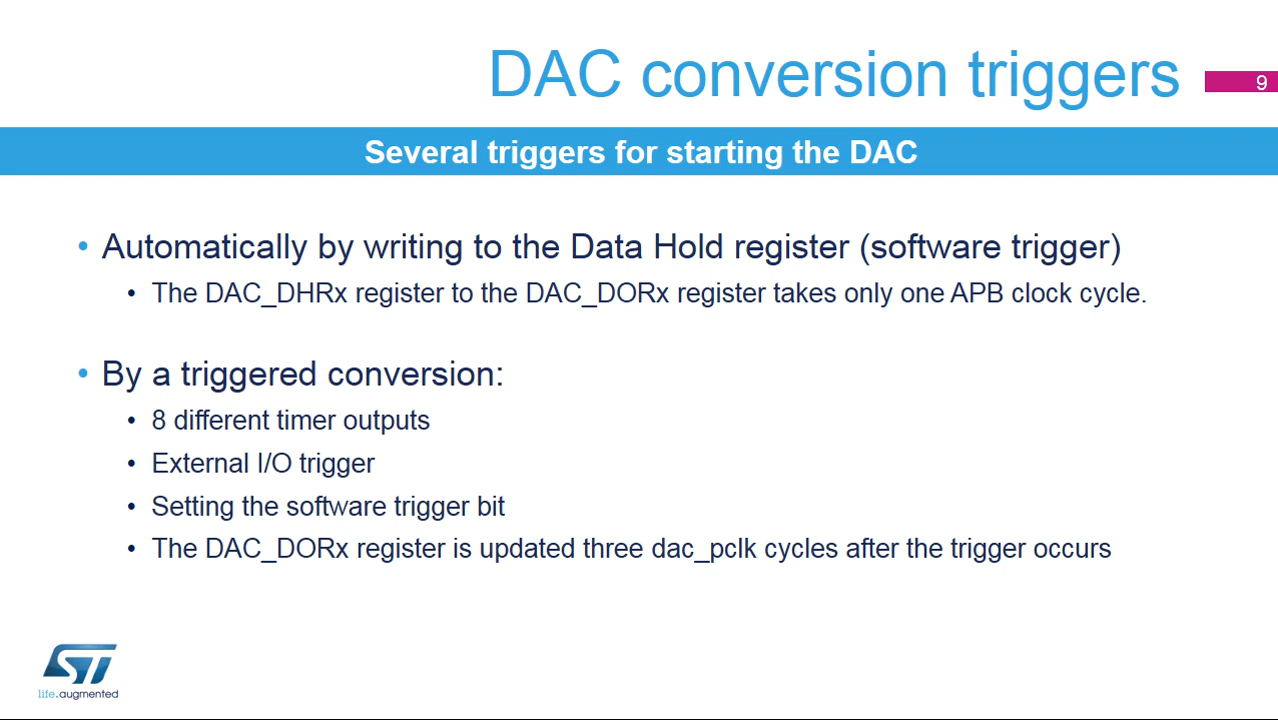 DAC conversion triggers
9
Several triggers for starting the DAC
• Automatically by writing to the Data Hold register (software trigger)
• The DAC_DHRx register to the DAC_DORx register takes only one APB clock cycle.
• By a triggered conversion:
• 8 different timer outputs
• External I/O trigger
• Setting the software trigger bit
• The DAC_DORx register is updated three dac_pclk cycles after the trigger occurs
ST
life.augmented